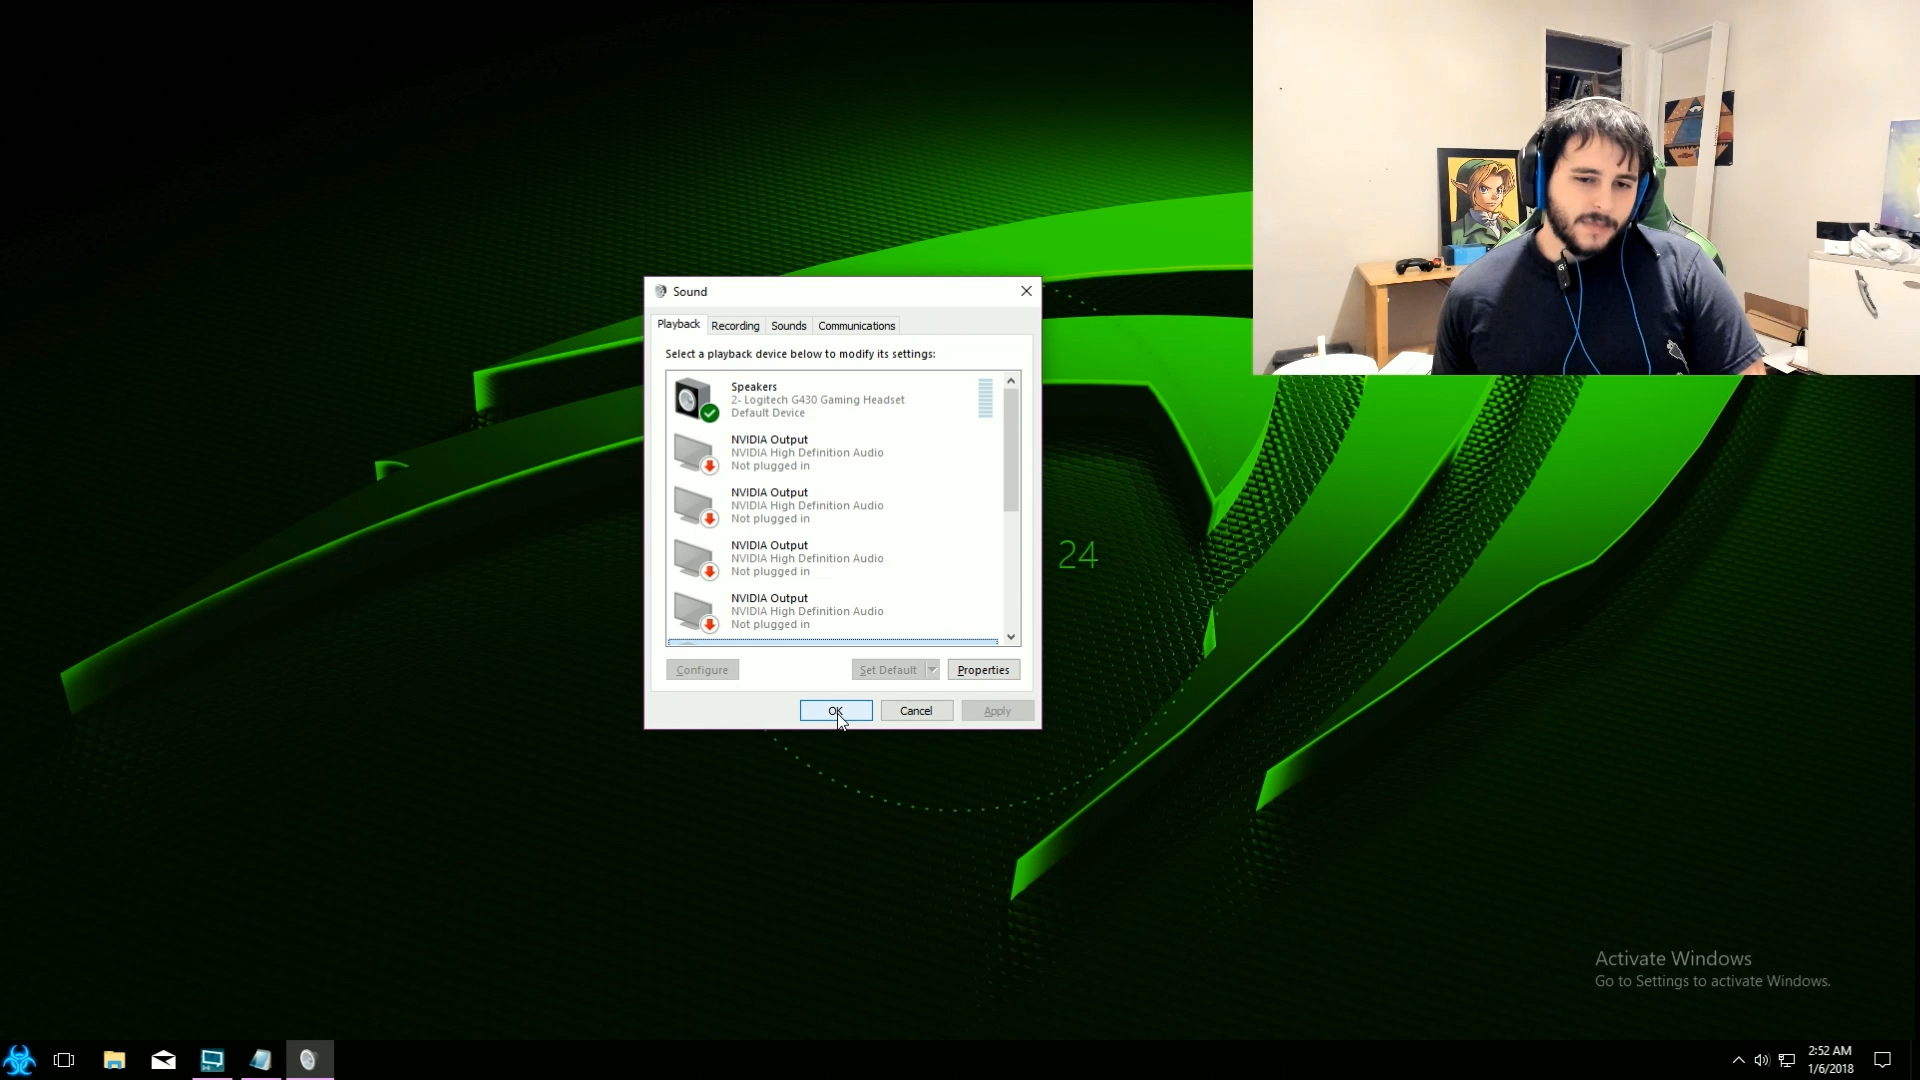 Sound
Playback
Recording
Sounds
Communications
Select a playback device below to modify its settings:
Speakers
2- Logitech G430 Gaming Headset
Default Device
NVIDIA Output
NVIDIA High Definition Audio
Not plugged in
NVIDIA Output
NVIDIA High Definition Audio
Not plugged in
NVIDIA Output
NVIDIA High Definition Audio
Not plugged in
NVIDIA Output
NVIDIA High Definition Audio
Not plugged in
Configure
Set Default
Properties
OK
Cancel
Apply
24
Activate Windows
Go to Settings to activate Windows.
2:52 AM
1/6/2018